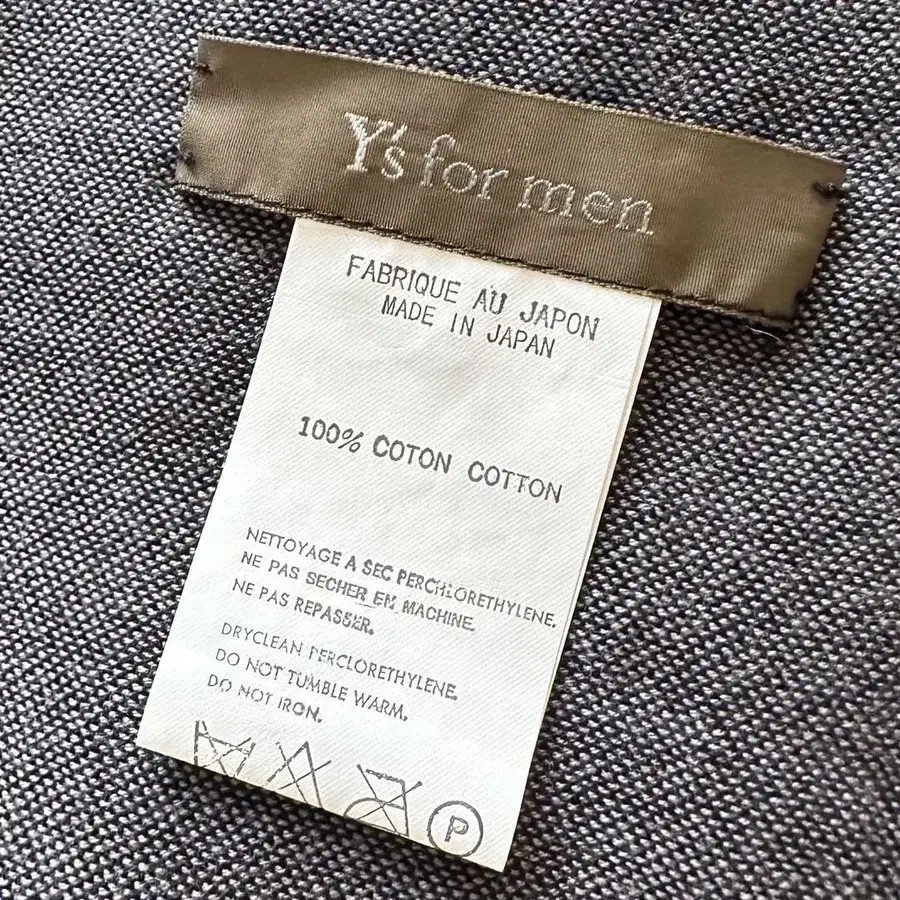 Y's for men
FABRIQUE AU JAPON
MADE IN JAPAN
100% COTON COTTON
NETTOYAGE A SEC PERCHLORETHYLENE.
NE PAS SECHER EN MACHINE.
NE PAS REPASSER.
DRYCLEAN PERCLORETHYLENE.
DO NOT TUMBLE WARM.
DO NOT IRON.
P